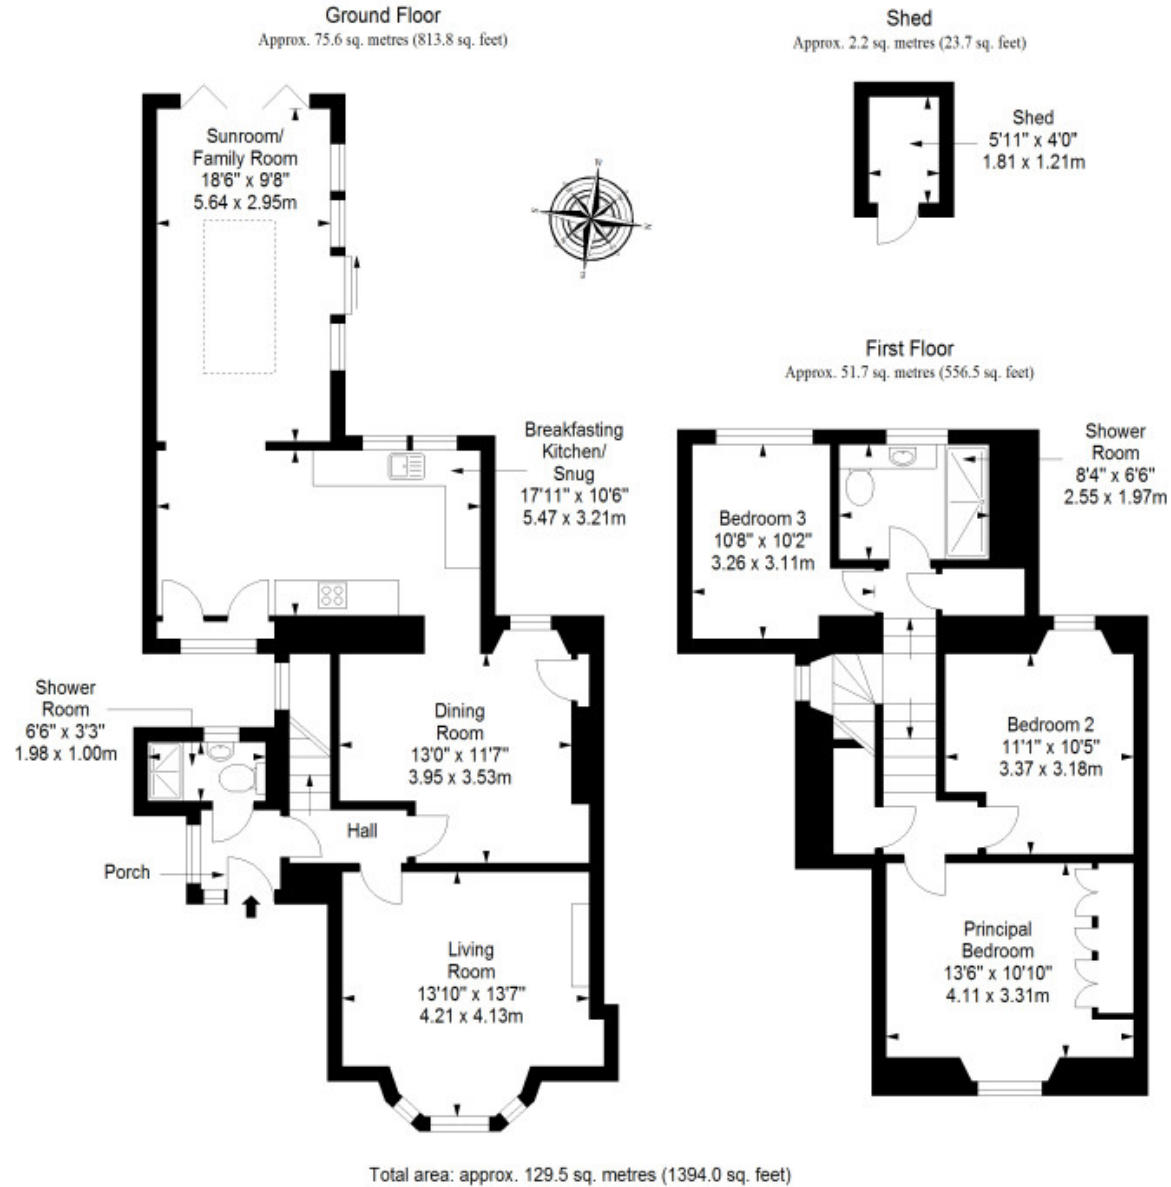 Ground Floor
Approx. 75.6 sq. metres (813.8 sq. feet)
Shed
Approx. 2.2 sq. metres (23.7 sq. feet)
Sunroom/
Family Room
18'6" x 9'8"
5.64 x 2.95m
Shed
5'11" x 4'0"
1.81 x 1.21m
N
First Floor
Approx. 51.7 sq. metres (556.5 sq. feet)
Breakfasting
Kitchen/
Snug
17'11" x 10'6"
5.47 x 3.21m
Shower
Room
8'4" x 6'6"
2.55 x 1.97m
Bedroom 3
10'8" x 10'2"
3.26 x 3.11m
Shower
Room
6'6" x 3'3"
1.98 x 1.00m
Dining
Room
13'0" x 11'7"
3.95 x 3.53m
Bedroom 2
11'1" x 10'5"
3.37 x 3.18m
Hall
Porch
Living
Room
13'10" x 13'7"
4.21 x 4.13m
Principal
Bedroom
13'6" x 10'10"
4.11 x 3.31m
Total area: approx. 129.5 sq. metres (1394.0 sq. feet)